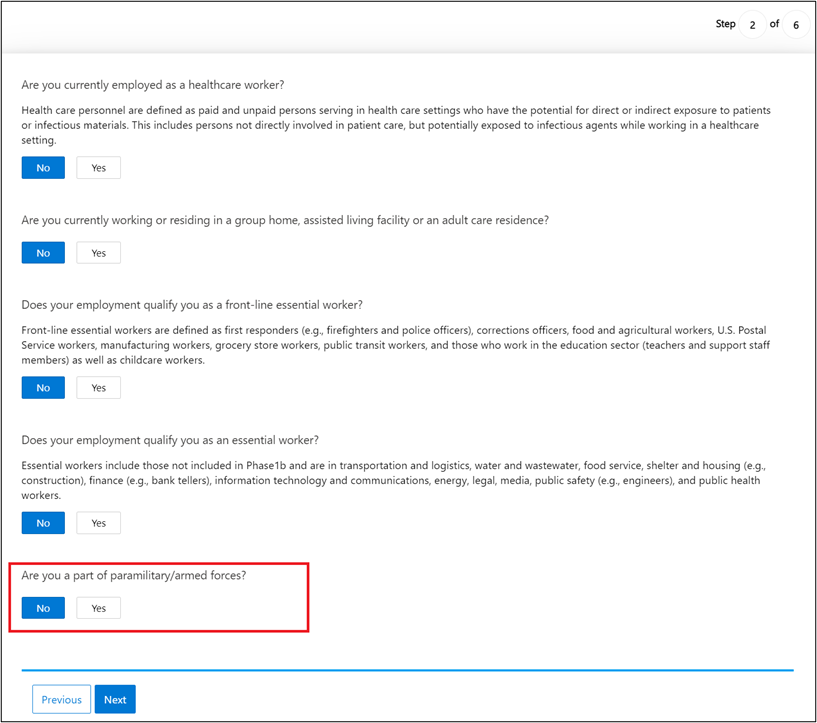 Step 2 of 6
Are you currently employed as a healthcare worker?
Health care personnel are defined as paid and unpaid persons serving in health care settings who have the potential for direct or indirect exposure to patients
or infectious materials. This includes persons not directly involved in patient care, but potentially exposed to infectious agents while working in a healthcare
setting.
No Yes
Are you currently working or residing in a group home, assisted living facility or an adult care residence?
No Yes
Does your employment qualify you as a front-line essential worker?
Front-line essential workers are defined as first responders (e.g., firefighters and police officers), corrections officers, food and agricultural workers, U.S. Postal
Service workers, manufacturing workers, grocery store workers, public transit workers, and those who work in the education sector (teachers and support staff
members) as well as childcare workers.
No Yes
Does your employment qualify you as an essential worker?
Essential workers include those not included in Phase1b and are in transportation and logistics, water and wastewater, food service, shelter and housing (e.g.,
construction), finance (e.g., bank tellers), information technology and communications, energy, legal, media, public safety (e.g., engineers), and public health
workers.
No Yes
Are you a part of paramilitary/armed forces?
No Yes
Previous Next